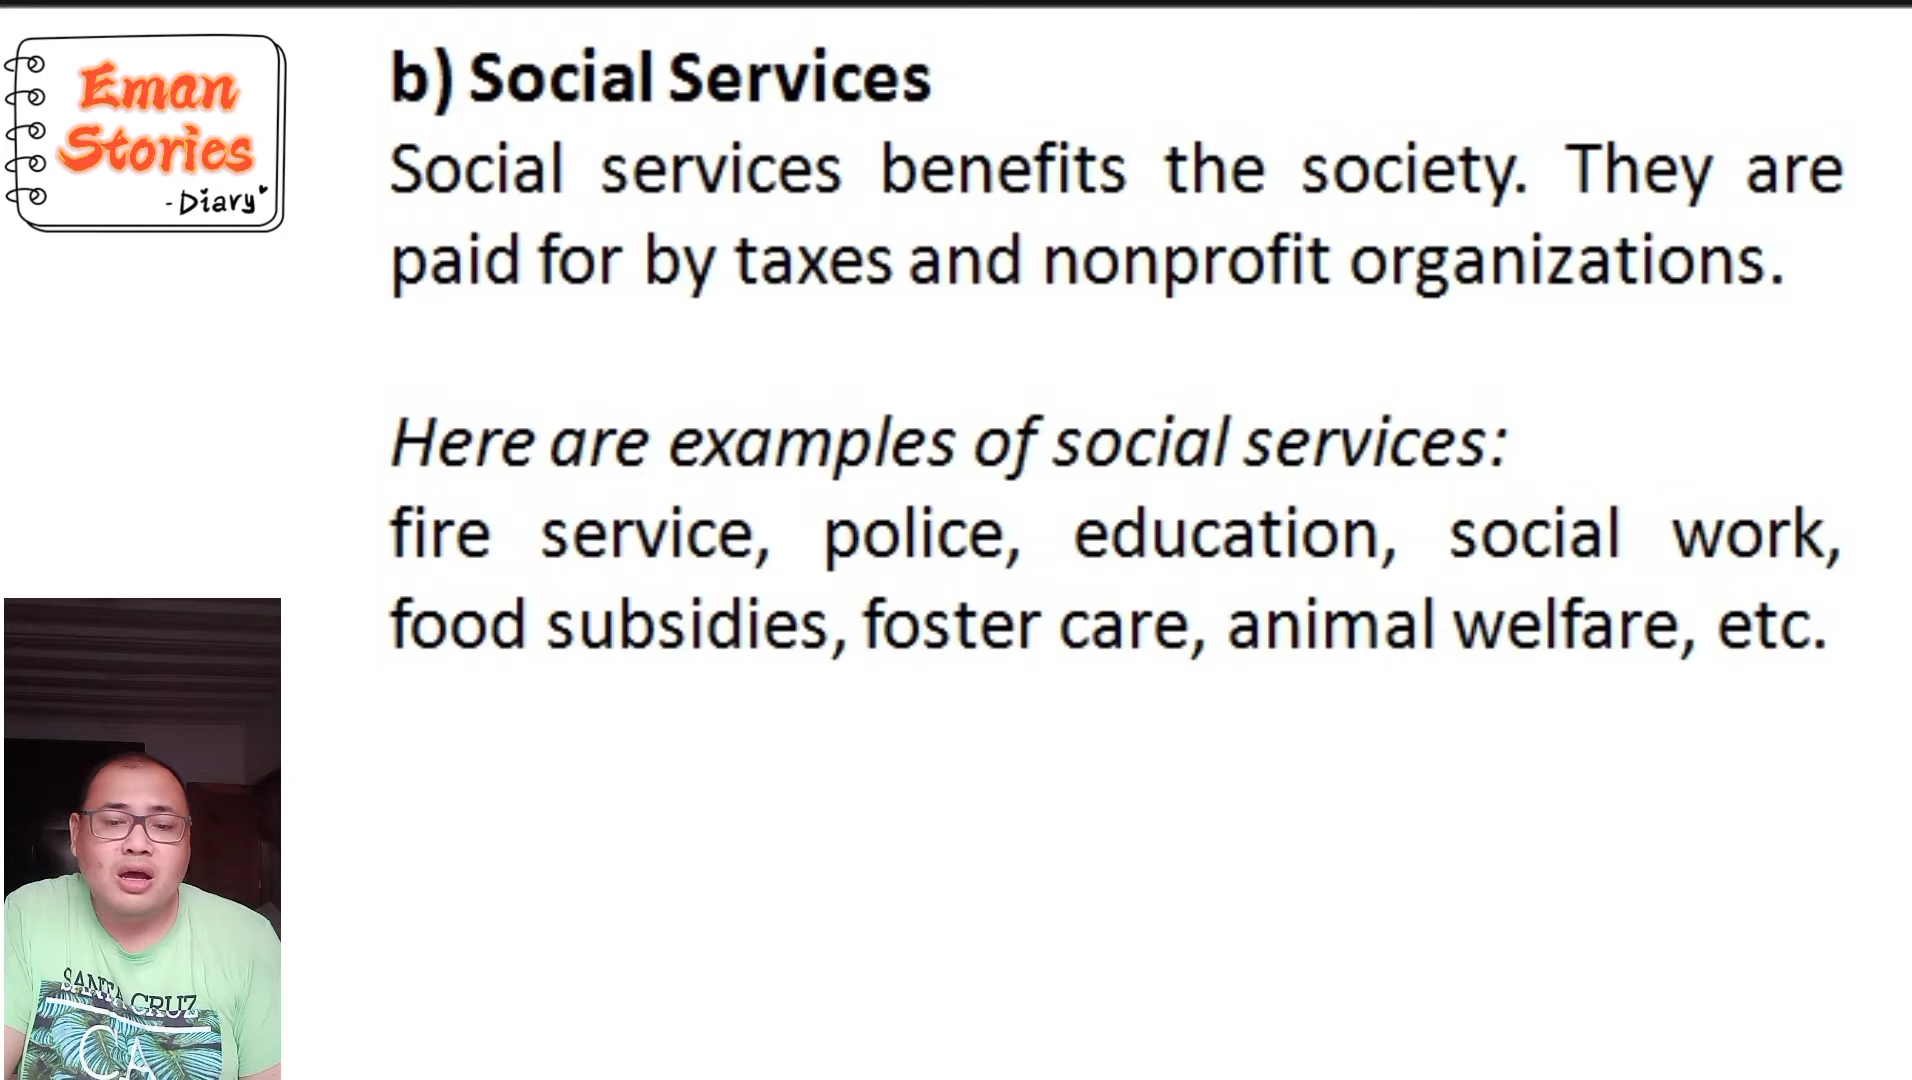 Eman
Stories
- Diary
b) Social Services
Social services benefits the society. They are
paid for by taxes and nonprofit organizations.
Here are examples of social services:
fire service, police, education, social work,
food subsidies, foster care, animal welfare, etc.
SANTA CRUZ
CA